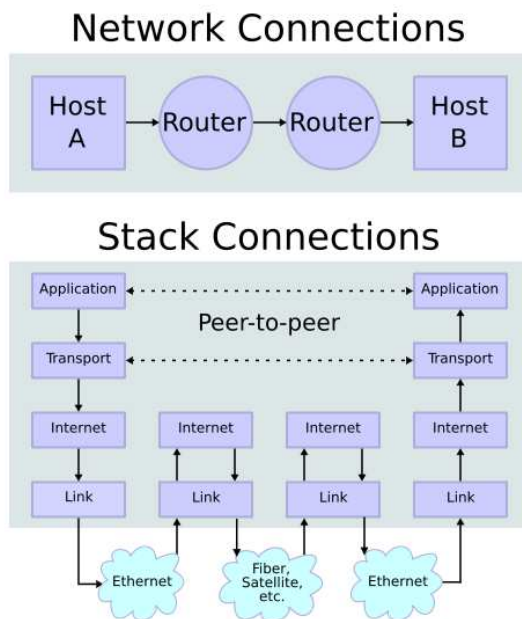 Network Connections
Host
A
Router
Router
Host
B
Stack Connections
Application
Application
Peer-to-peer
Transport
Transport
Internet
Internet
Internet
Internet
Link
Link
Link
Link
Ethernet
Fiber,
Satellite,
etc.
Ethernet